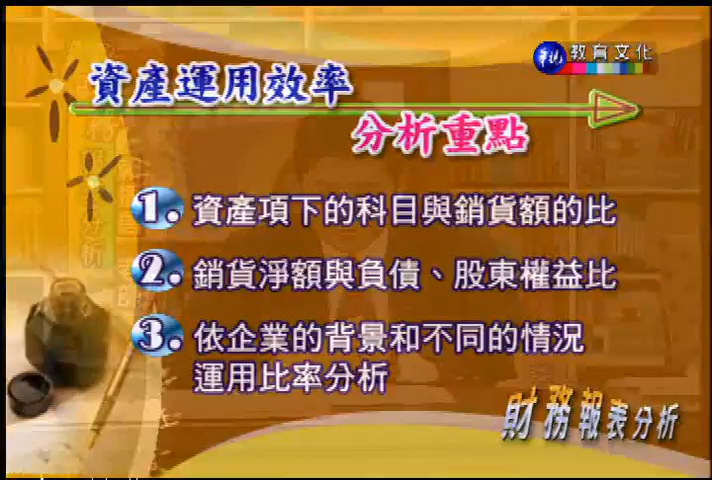 華視 教育文化
資產運用效率
分析重點
1. 資產項下的科目與銷貨額的比
2. 銷貨淨額與負債、股東權益比
3. 依企業的背景和不同的情況
運用比率分析
財務報表分析